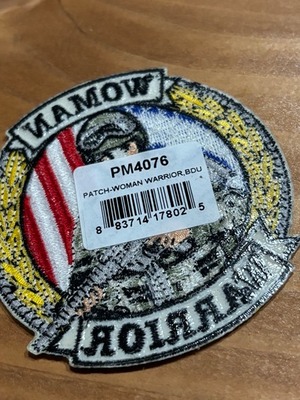 WOMAN
PM4076
PATCH-WOMAN WARRIOR,BDU
8 83714 17802 5
WARRIOR